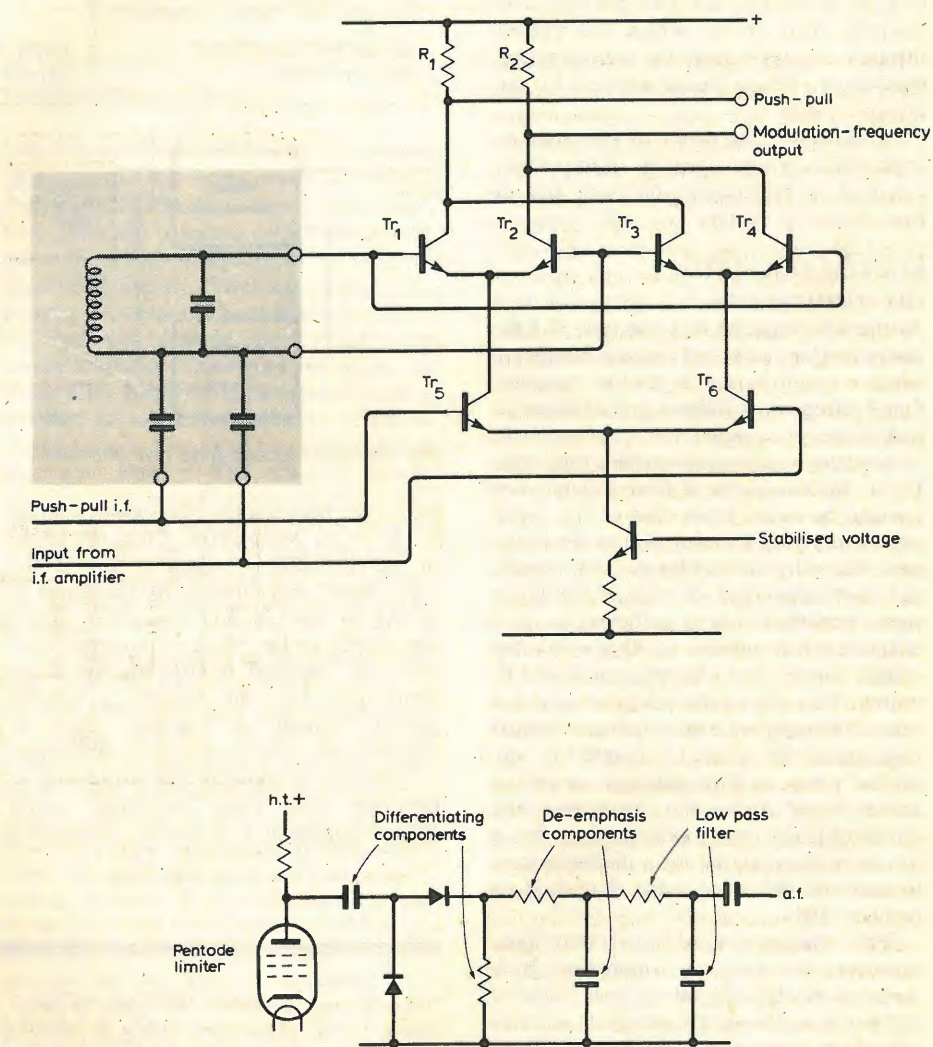 +
R1
R2
Push-pull
Modulation-frequency
output
Tr1
Tr2
Tr3
Tr4
Tr5
Tr6
Push-pull i.f.
Input from
i.f. amplifier
Stabilised voltage
h.t.+
Differentiating
components
De-emphasis
components
Low pass
filter
a.f.
Pentode
limiter